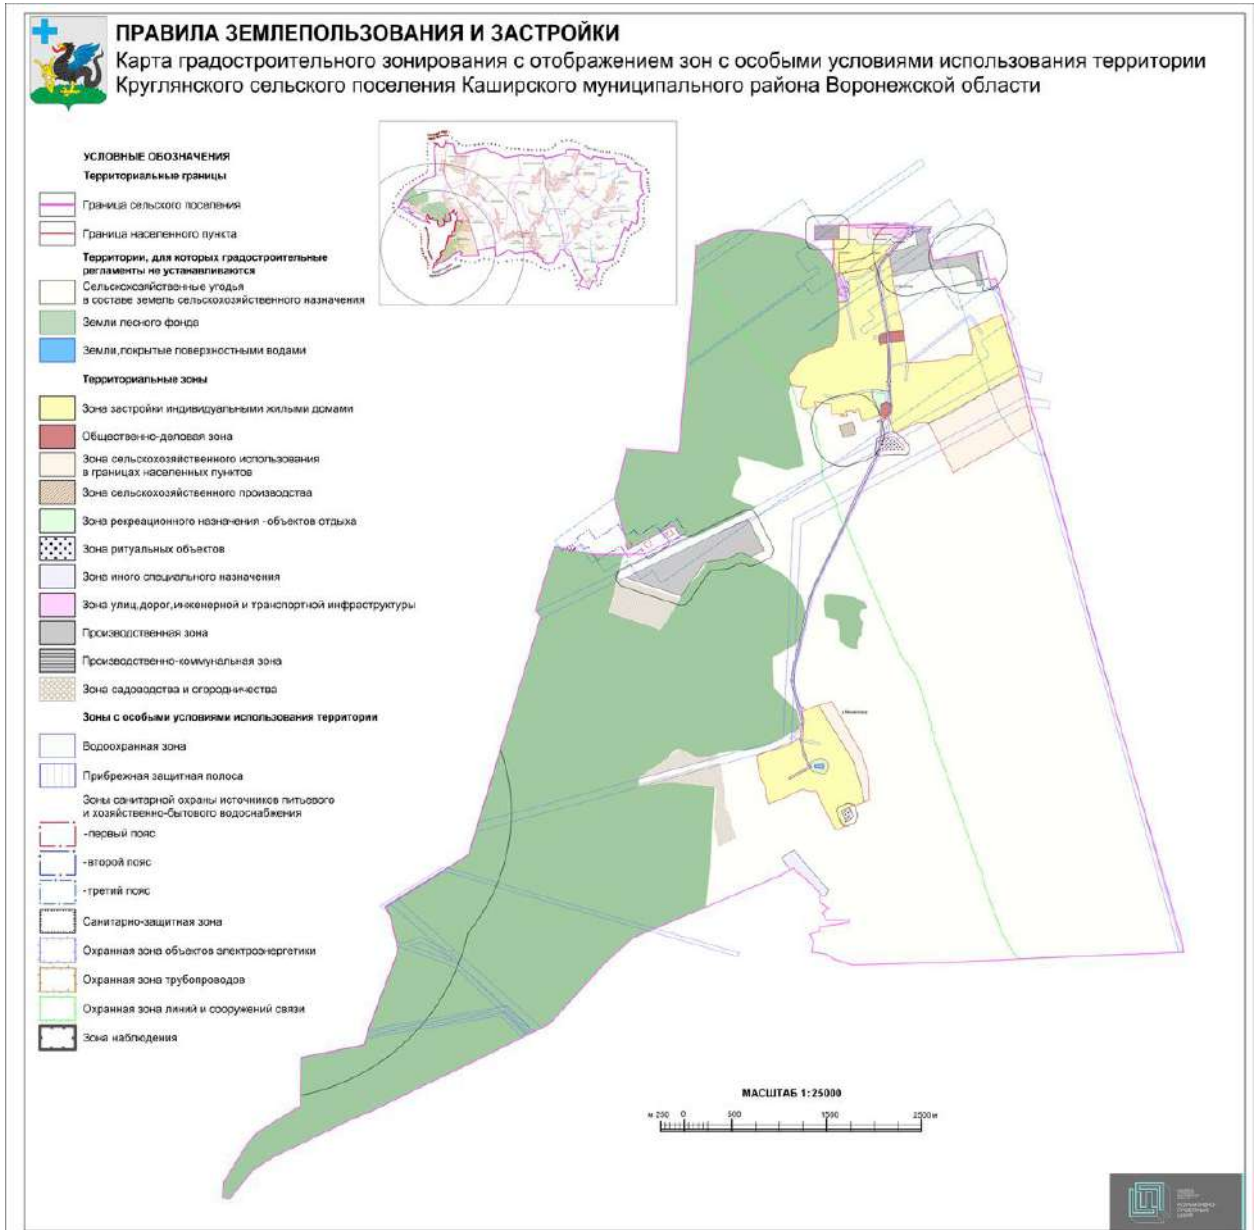 ПРАВИЛА ЗЕМЛЕПОЛЬЗОВАНИЯ И ЗАСТРОЙКИ
Карта градостроительного зонирования с отображением зон с особыми условиями использования территории
Круглянского сельского поселения Каширского муниципального района Воронежской области
УСЛОВНЫЕ ОБОЗНАЧЕНИЯ
Территориальные границы
Граница сельского поселения
Граница населенного пункта
Территории, для которых градостроительные
регламенты не устанавливаются
Сельскохозяйственные угодья
в составе земель сельскохозяйственного назначения
Земли лесного фонда
Земли,покрытые поверхностными водами
Территориальные зоны
Зона застройки индивидуальными жилыми домами
Общественно-деловая зона
Зона сельскохозяйственного использования
в границах населенных пунктов
Зона сельскохозяйственного производства
Зона рекреационного назначения -объектов отдыха
Зона ритуальных объектов
Зона иного специального назначения
Зона улиц,дорог,инженерной и транспортной инфраструктуры
Производственная зона
Производственно-коммунальная зона
Зона садоводства и огородничества
Зоны с особыми условиями использования территории
Водоохранная зона
Прибрежная защитная полоса
Зоны санитарной охраны источников питьевого
и хозяйственно-бытового водоснабжения
-первый пояс
-второй пояс
-третий пояс
Санитарно-защитная зона
Охранная зона объектов электроэнергетики
Охранная зона трубопроводов
Охранная зона линий и сооружений связи
Зона наблюдения
МАСШТАБ 1:25000
м 250 0 500 1500 2500 м